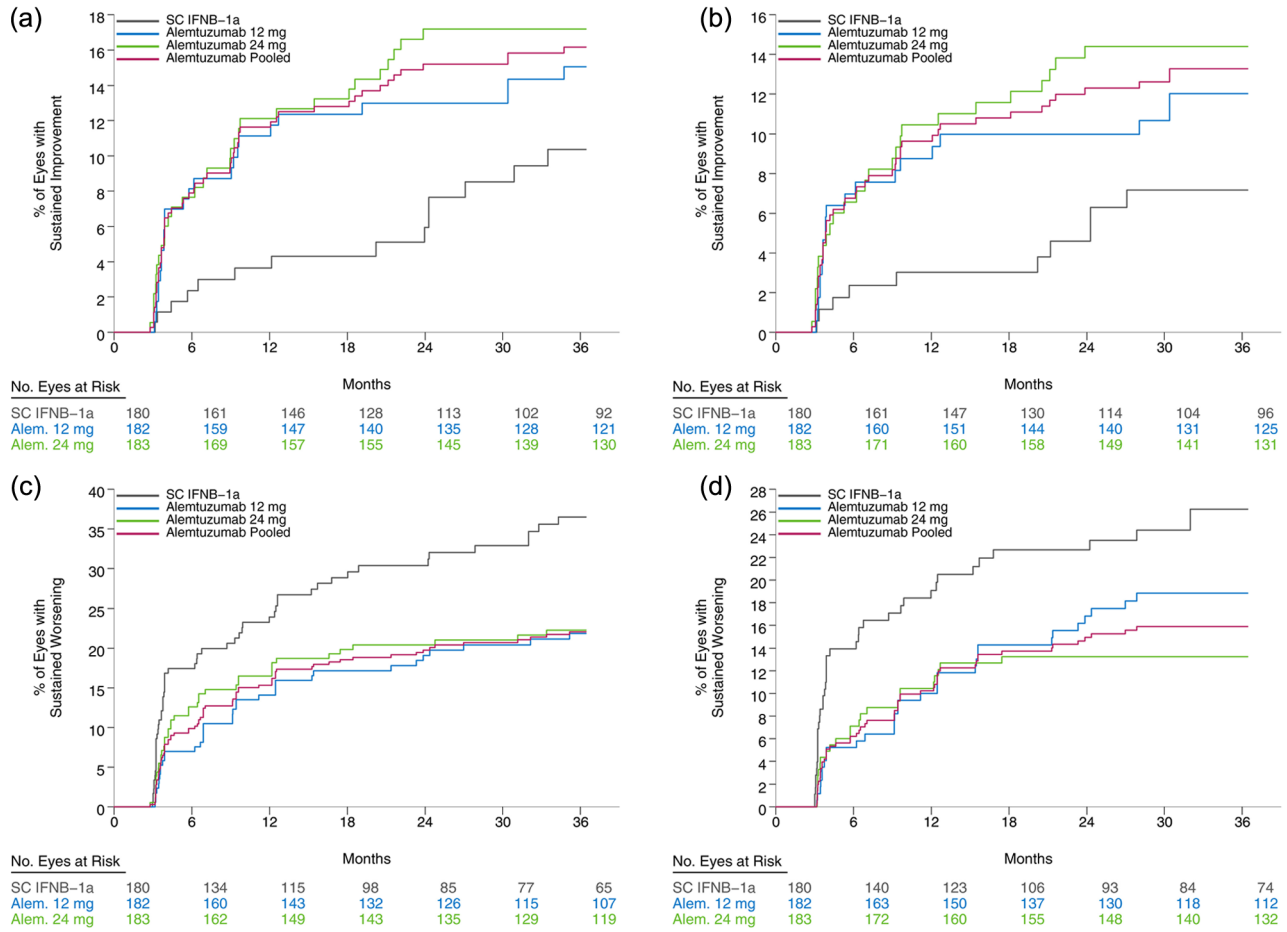 (a)
SC IFNB–1a
Alemtuzumab 12 mg
Alemtuzumab 24 mg
Alemtuzumab Pooled
% of Eyes with
Sustained Improvement
18
16
14
12
10
8
6
4
2
0
0 6 12 18 24 30 36
Months
No. Eyes at Risk
SC IFNB–1a 180 161 146 128 113 102 92
Alem. 12 mg 182 159 147 140 135 128 121
Alem. 24 mg 183 169 157 155 145 139 130
(b)
SC IFNB–1a
Alemtuzumab 12 mg
Alemtuzumab 24 mg
Alemtuzumab Pooled
% of Eyes with
Sustained Improvement
16
14
12
10
8
6
4
2
0
0 6 12 18 24 30 36
Months
No. Eyes at Risk
SC IFNB–1a 180 161 147 130 114 104 96
Alem. 12 mg 182 160 151 144 140 131 125
Alem. 24 mg 183 171 160 158 149 141 131
(c)
SC IFNB–1a
Alemtuzumab 12 mg
Alemtuzumab 24 mg
Alemtuzumab Pooled
% of Eyes with
Sustained Worsening
40
35
30
25
20
15
10
5
0
0 6 12 18 24 30 36
Months
No. Eyes at Risk
SC IFNB–1a 180 134 115 98 85 77 65
Alem. 12 mg 182 160 143 132 126 115 107
Alem. 24 mg 183 162 149 143 135 129 119
(d)
SC IFNB–1a
Alemtuzumab 12 mg
Alemtuzumab 24 mg
Alemtuzumab Pooled
% of Eyes with
Sustained Worsening
28
26
24
22
20
18
16
14
12
10
8
6
4
2
0
0 6 12 18 24 30 36
Months
No. Eyes at Risk
SC IFNB–1a 180 140 123 106 93 84 74
Alem. 12 mg 182 163 150 137 130 118 112
Alem. 24 mg 183 172 160 155 148 140 132